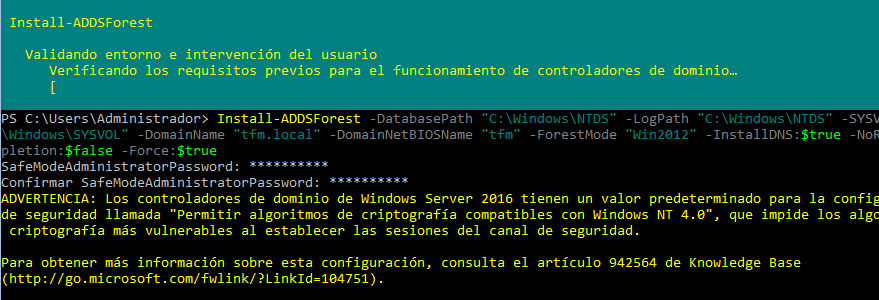 Install-ADDSForest
Validando entorno e intervención del usuario
Verificando los requisitos previos para el funcionamiento de controladores de dominio…
[
PS C:\Users\Administrador> Install-ADDSForest -DatabasePath "C:\Windows\NTDS" -LogPath "C:\Windows\NTDS" -SYSV
\Windows\SYSVOL" -DomainName "tfm.local" -DomainNetBIOSName "tfm" -ForestMode "Win2012" -InstallDNS:$true -NoR
pletion:$false -Force:$true
SafeModeAdministratorPassword: **********
Confirmar SafeModeAdministratorPassword: **********
ADVERTENCIA: Los controladores de dominio de Windows Server 2016 tienen un valor predeterminado para la config
de seguridad llamada "Permitir algoritmos de criptografía compatibles con Windows NT 4.0", que impide los algo
criptografía más vulnerables al establecer las sesiones del canal de seguridad.
Para obtener más información sobre esta configuración, consulta el artículo 942564 de Knowledge Base
(http://go.microsoft.com/fwlink/?LinkId=104751).